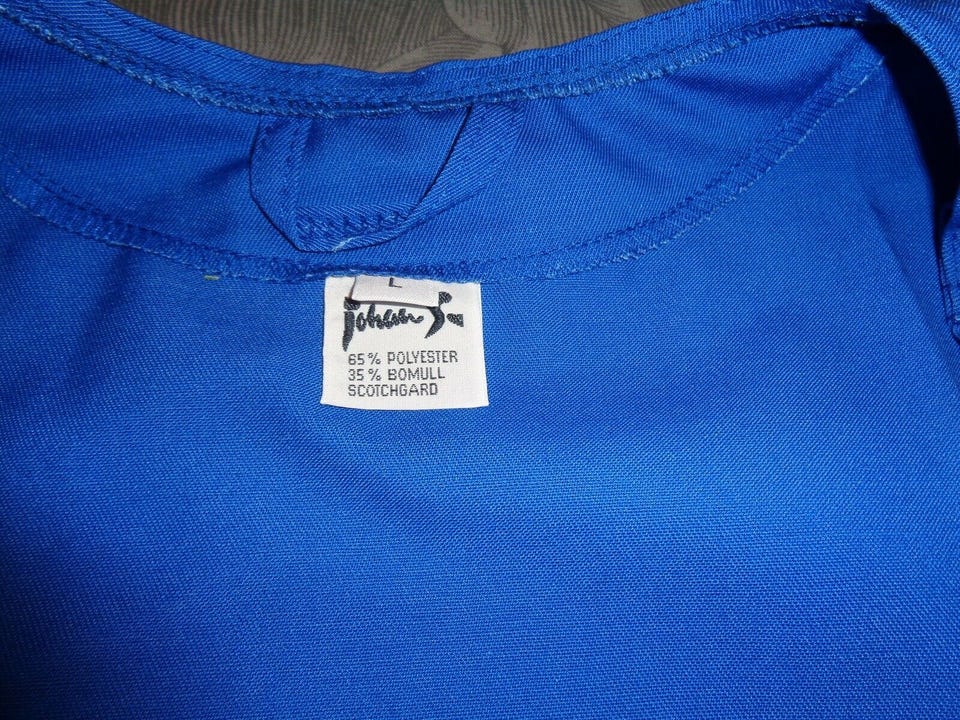 L
Johan
65% POLYESTER
35% BOMULL
SCOTCHGARD